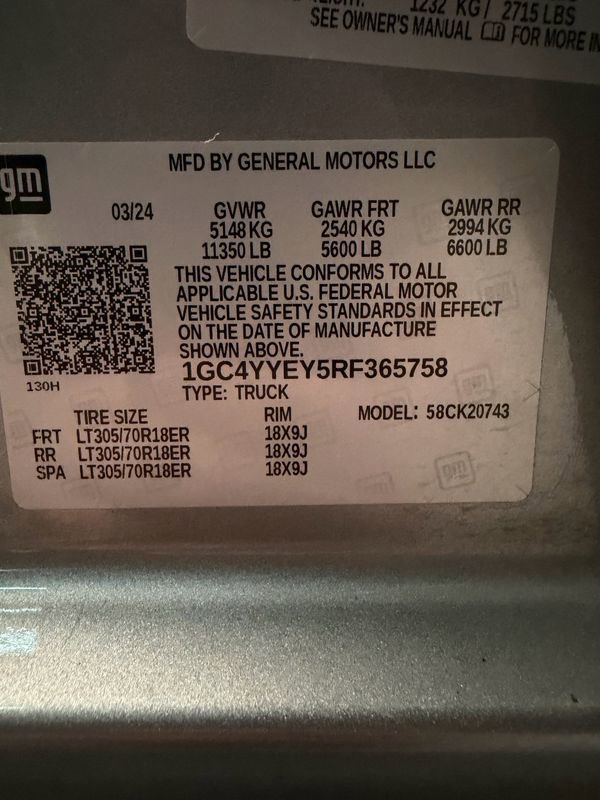 1232 KG / 2715 LBS
SEE OWNER'S MANUAL FOR MORE
gm
MFD BY GENERAL MOTORS LLC
03/24 GVWR GAWR FRT GAWR RR
5148 KG 2540 KG 2994 KG
11350 LB 5600 LB 6600 LB
THIS VEHICLE CONFORMS TO ALL
APPLICABLE U.S. FEDERAL MOTOR
VEHICLE SAFETY STANDARDS IN EFFECT
ON THE DATE OF MANUFACTURE
SHOWN ABOVE.
1GC4YYEY5RF365758
130H
TYPE: TRUCK
TIRE SIZE RIM MODEL: 58CK20743
FRT LT305/70R18ER 18X9J
RR LT305/70R18ER 18X9J
SPA LT305/70R18ER 18X9J
gm